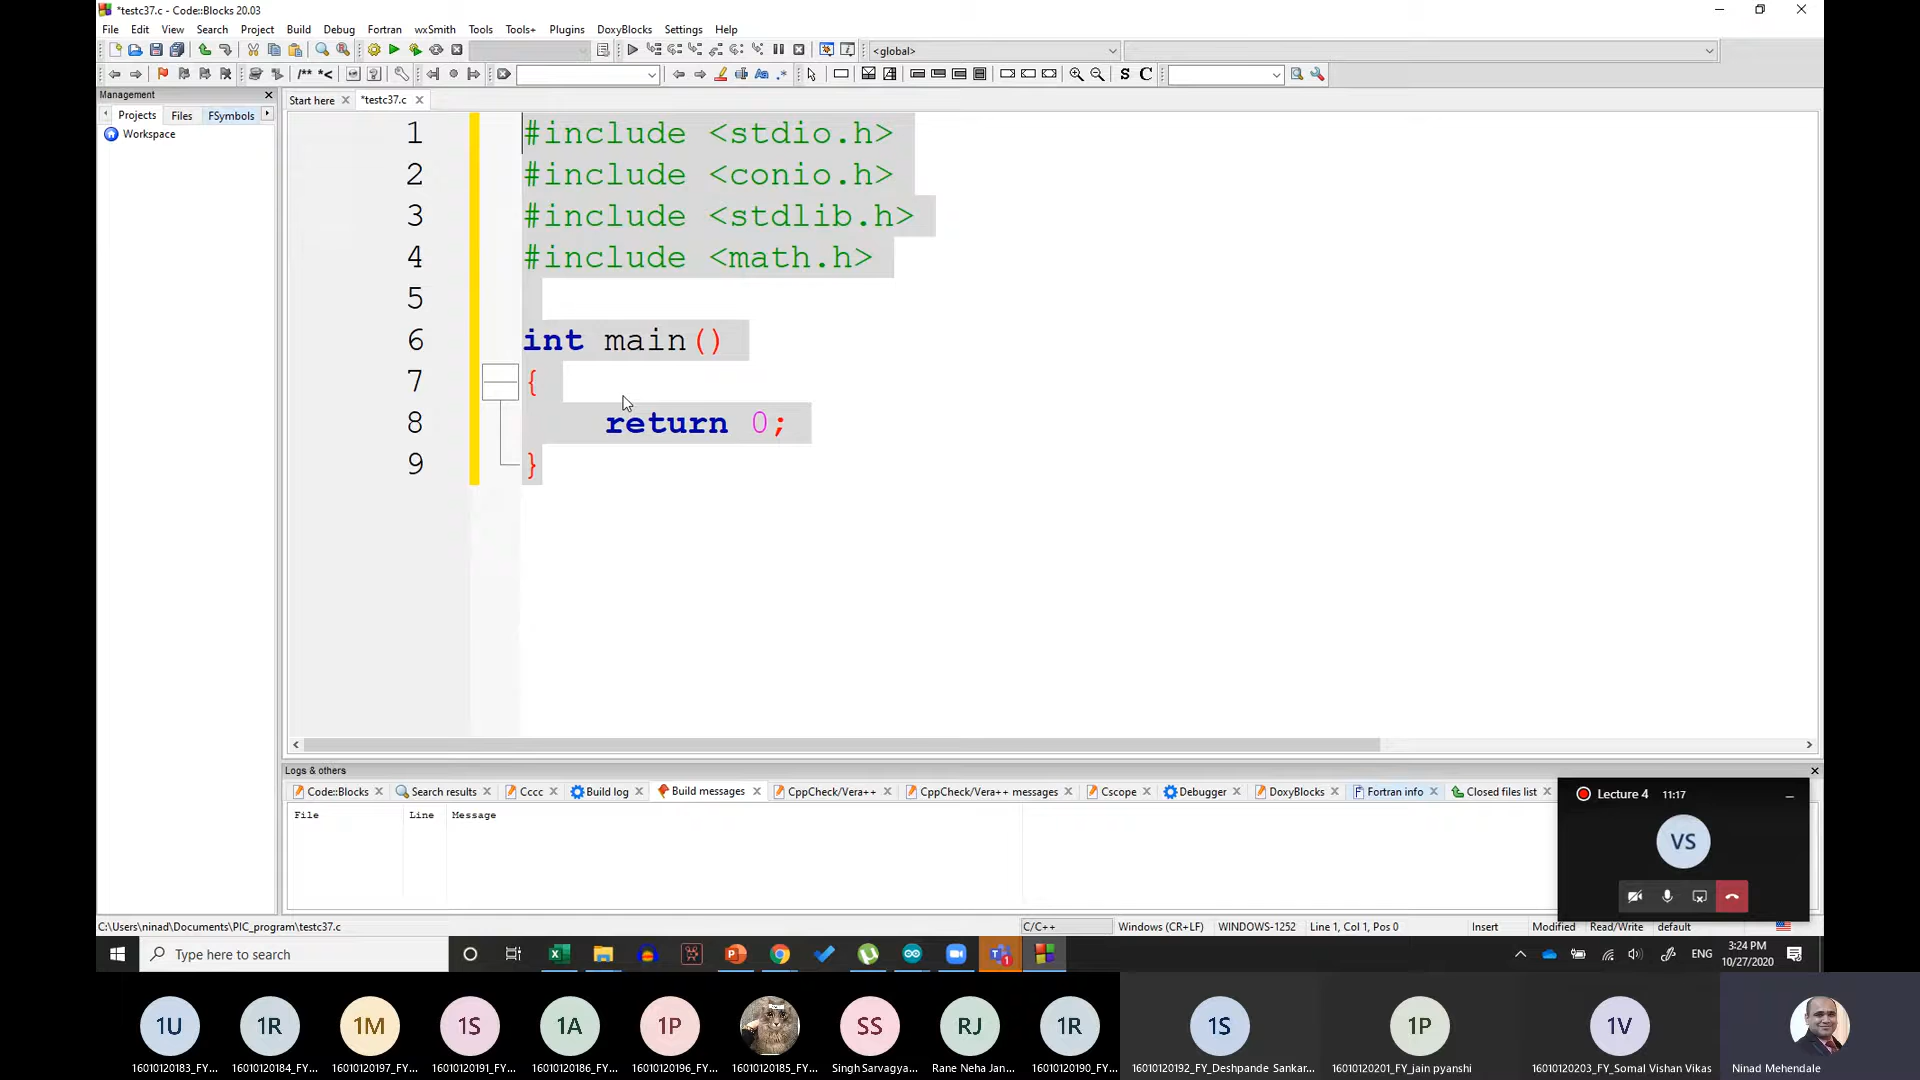 *testc37.c - Code::Blocks 20.03
File Edit View Search Project Build Debug Fortran wxSmith Tools Tools+ Plugins DoxyBlocks Settings Help
<global>
/** *< Aa .* S C
Management
Start here *testc37.c
Projects Files FSymbols
Workspace
1 #include <stdio.h>
2 #include <conio.h>
3 #include <stdlib.h>
4 #include <math.h>
5
6 int main()
7 {
8 return 0;
9 }
Logs & others
Code::Blocks Search results Cccc Build log Build messages CppCheck/Vera++ CppCheck/Vera++ messages Cscope Debugger DoxyBlocks Fortran info Closed files list
File Line Message
Lecture 4 11:17
VS
C:\Users\ninad\Documents\PIC_program\testc37.c C/C++ Windows (CR+LF) WINDOWS-1252 Line 1, Col 1, Pos 0 Insert Modified Read/Write default
Type here to search
ENG
3:24 PM
10/27/2020
1U 1R 1M 1S 1A 1P SS RJ 1R 1S 1P 1V
16010120183_FY... 16010120184_FY... 16010120197_FY... 16010120191_FY... 16010120186_FY... 16010120196_FY... 16010120185_FY... Singh Sarvagya... Rane Neha Jan... 16010120190_FY... 16010120192_FY_Deshpande Sankar... 16010120201_FY_jain pyanshi 16010120203_FY_Somal Vishan Vikas Ninad Mehendale